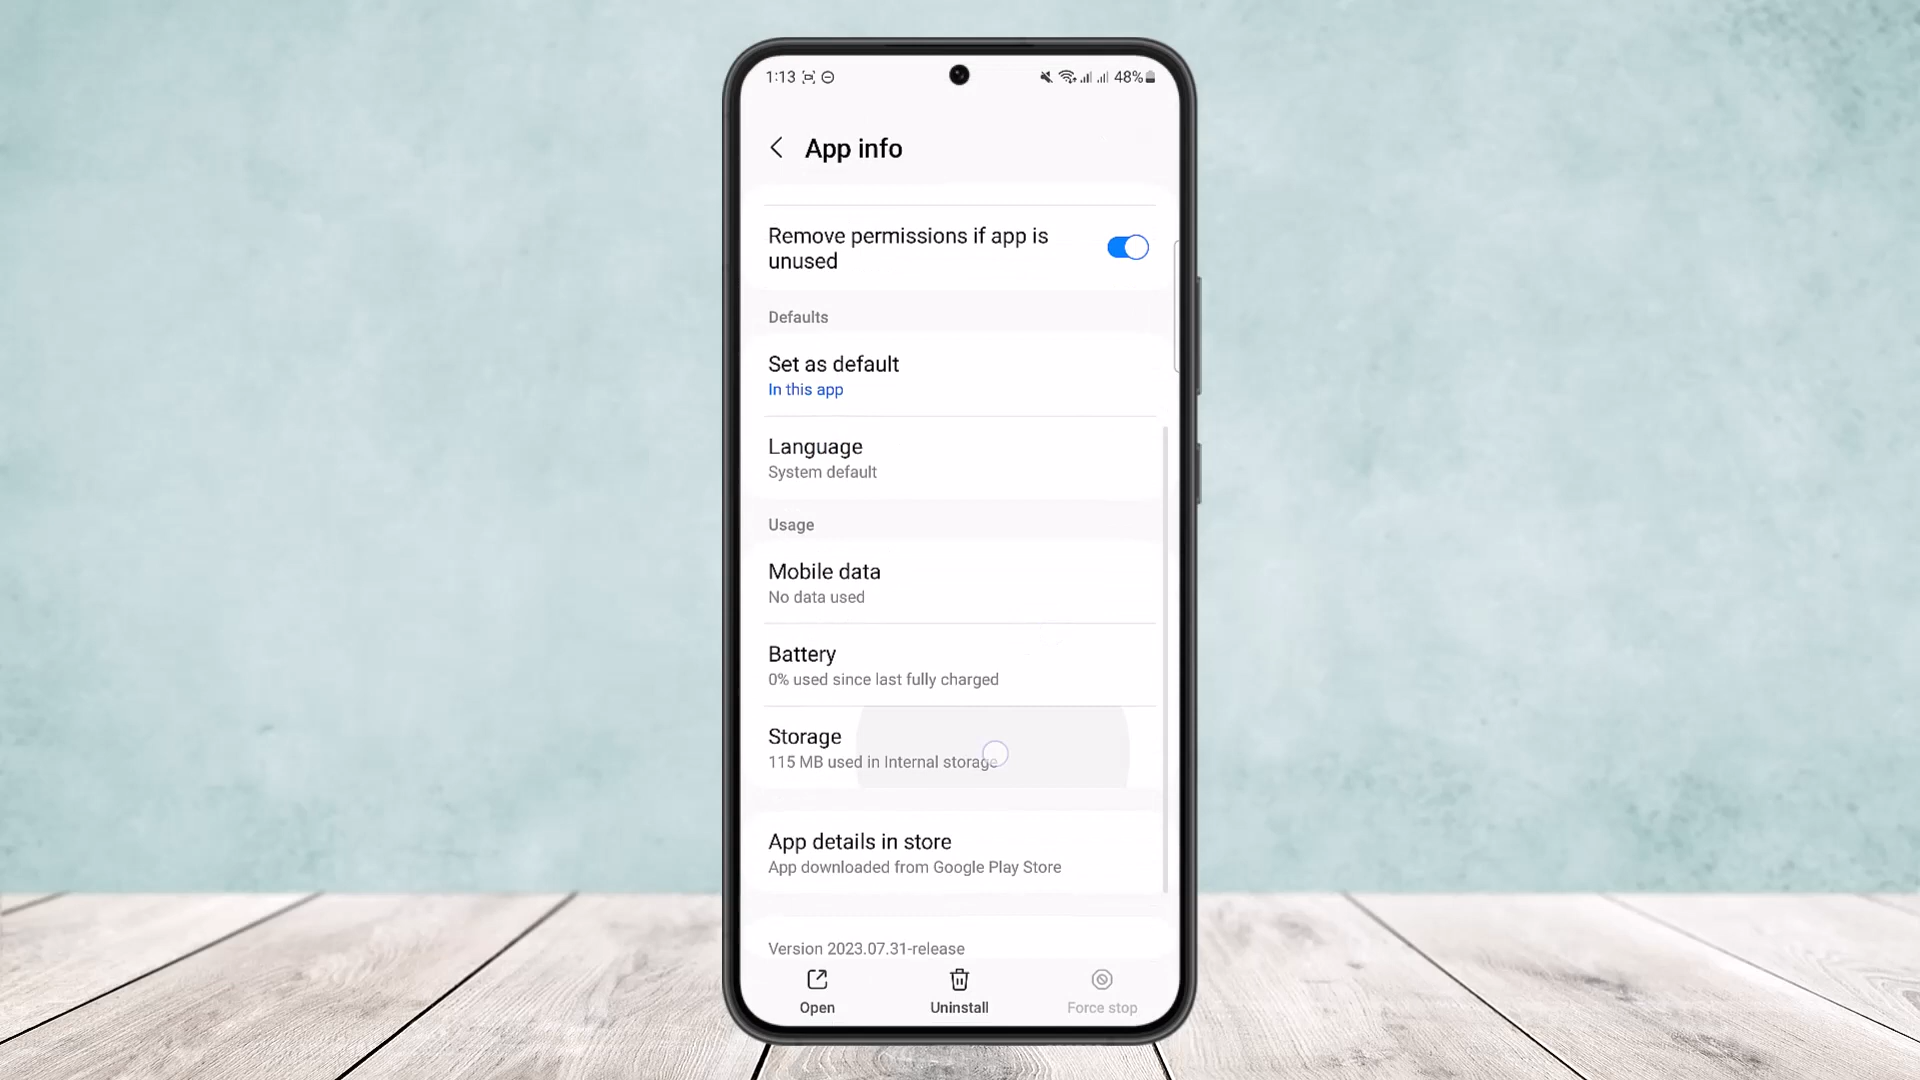 1:13
48%
App info
Remove permissions if app is
unused
Defaults
Set as default
In this app
Language
System default
Usage
Mobile data
No data used
Battery
0% used since last fully charged
Storage
115 MB used in Internal storage
App details in store
App downloaded from Google Play Store
Version 2023.07.31-release
Open
Uninstall
Force stop